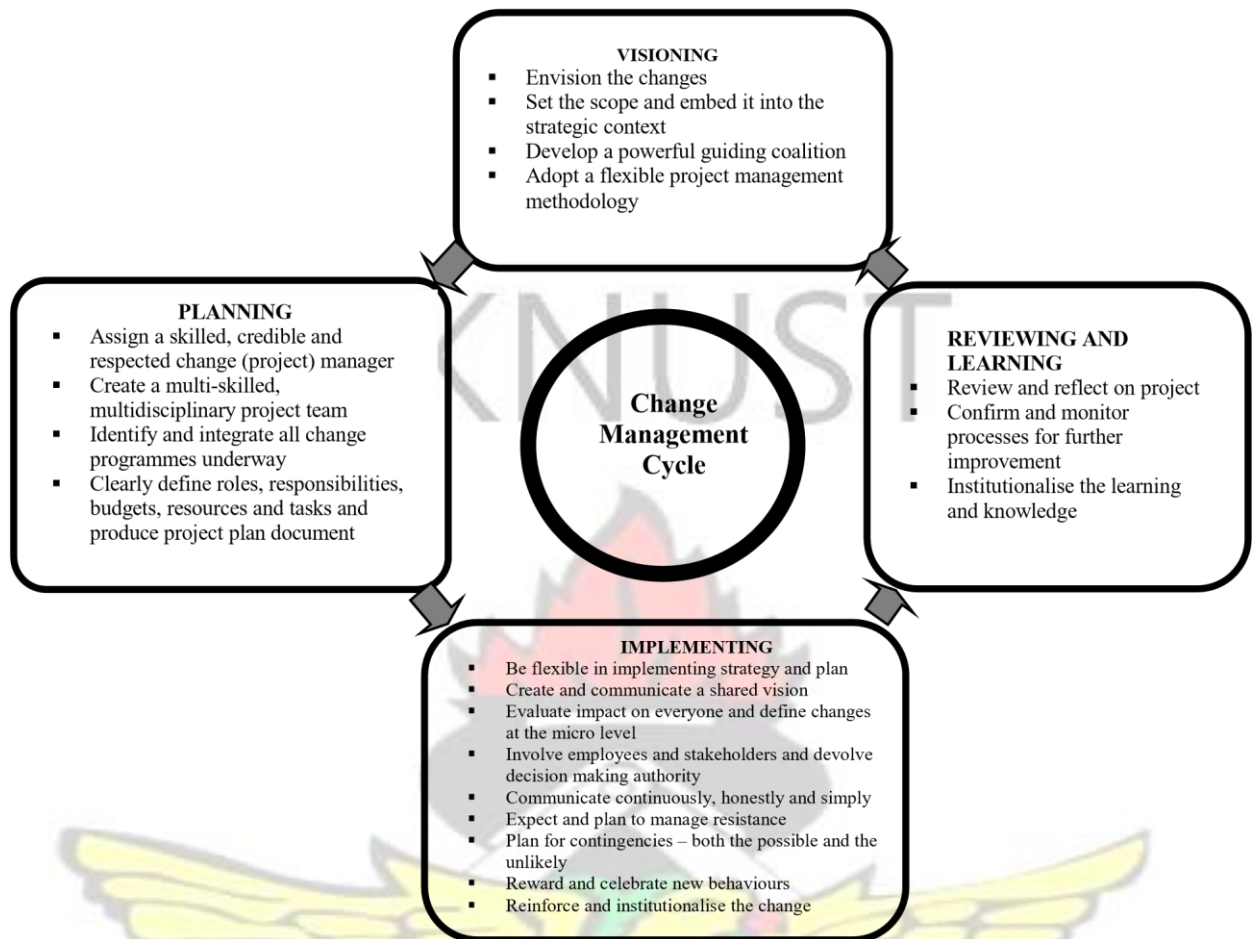 VISIONING
▪ Envision the changes
▪ Set the scope and embed it into the
strategic context
▪ Develop a powerful guiding coalition
▪ Adopt a flexible project management
methodology
PLANNING
▪ Assign a skilled, credible and
respected change (project) manager
▪ Create a multi-skilled,
multidisciplinary project team
▪ Identify and integrate all change
programmes underway
▪ Clearly define roles, responsibilities,
budgets, resources and tasks and
produce project plan document
KNUST
Change
Management
Cycle
REVIEWING AND
LEARNING
▪ Review and reflect on project
▪ Confirm and monitor
processes for further
improvement
▪ Institutionalise the learning
and knowledge
IMPLEMENTING
▪ Be flexible in implementing strategy and plan
▪ Create and communicate a shared vision
▪ Evaluate impact on everyone and define changes
at the micro level
▪ Involve employees and stakeholders and devolve
decision making authority
▪ Communicate continuously, honestly and simply
▪ Expect and plan to manage resistance
▪ Plan for contingencies – both the possible and the
unlikely
▪ Reward and celebrate new behaviours
▪ Reinforce and institutionalise the change